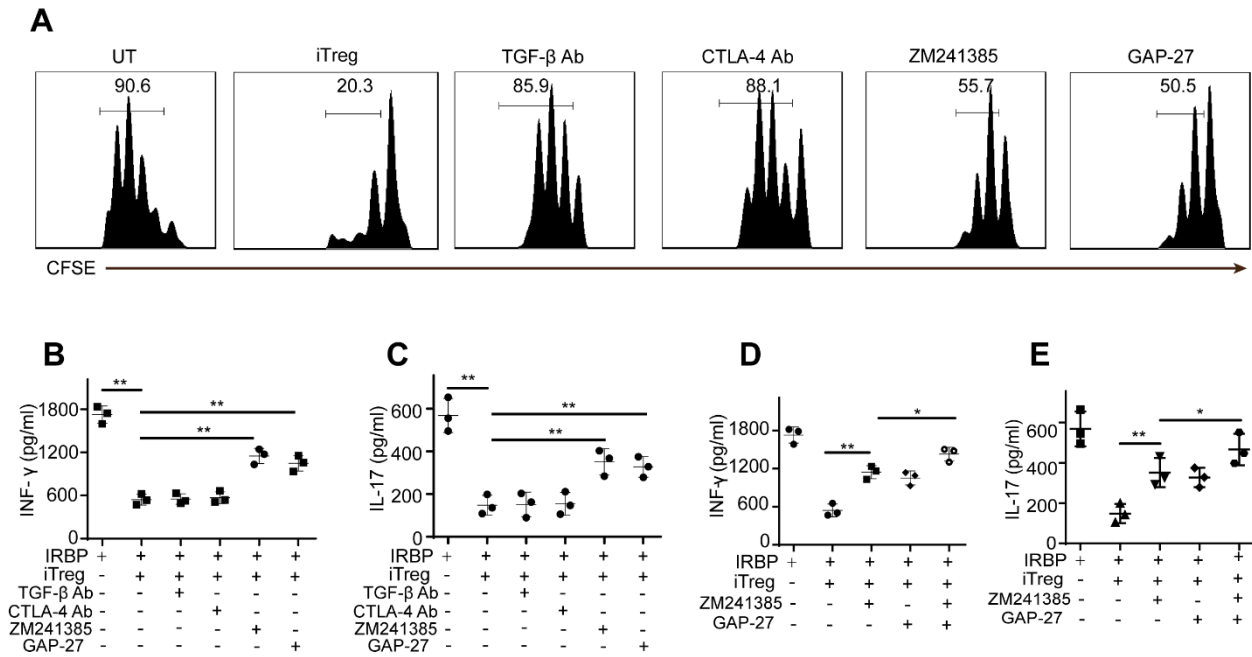 A
UT iTreg TGF-β Ab CTLA-4 Ab ZM241385 GAP-27
90.6 20.3 85.9 88.1 55.7 50.5
CFSE
B
INF- γ (pg/ml)
1800
1200
600
0
** ** **
IRBP + + + + + +
iTreg - + + + + +
TGF-βAb - - + - - -
CTLA-4 Ab - - - + - -
ZM241385 - - - - + -
GAP-27 - - - - - +
C
IL-17 (pg/ml)
600
400
200
0
** ** **
IRBP + + + + + +
iTreg - + + + + +
TGF-βAb - - + - - -
CTLA-4 Ab - - - + - -
ZM241385 - - - - + -
GAP-27 - - - - - +
D
INF-γ (pg/ml)
1800
1200
600
0
** *
IRBP + + + + +
iTreg - + + + +
ZM241385 - - + - +
GAP-27 - - - + +
E
IL-17 (pg/ml)
600
400
200
0
** *
IRBP + + + + +
iTreg - + + + +
ZM241385 - - + - +
GAP-27 - - - + +